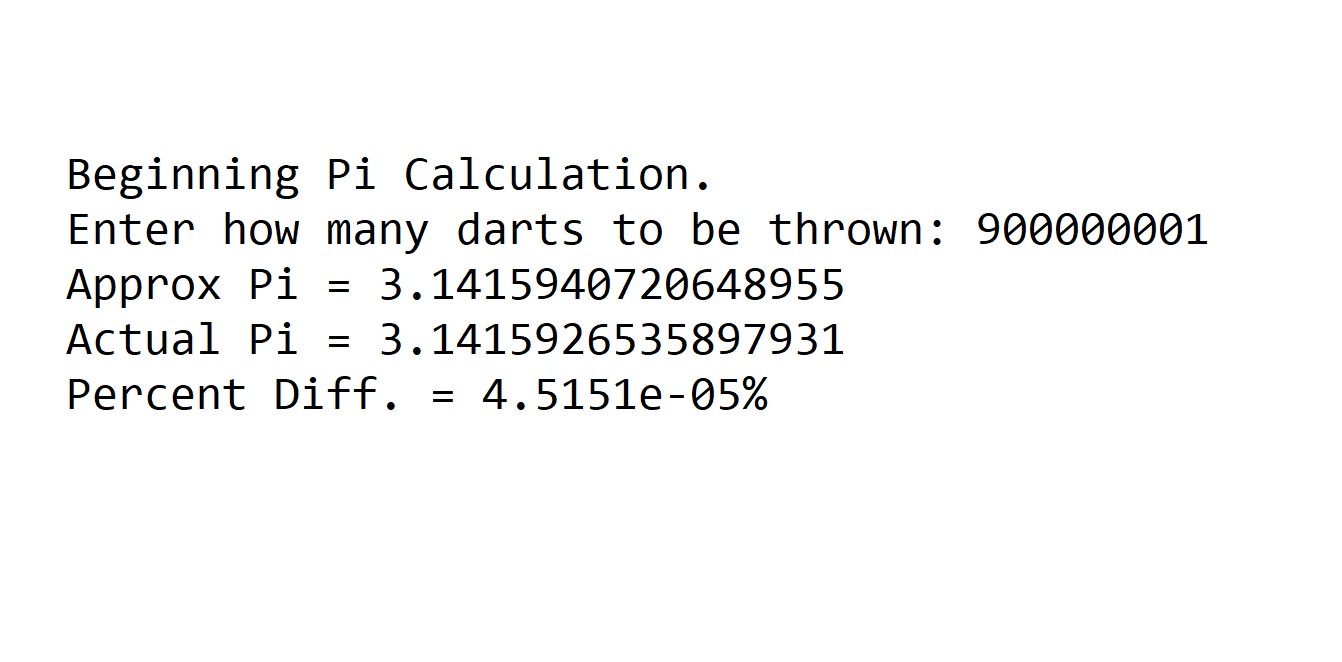 Beginning Pi Calculation.
Enter how many darts to be thrown: 900000001
Approx Pi = 3.1415940720648955
Actual Pi = 3.1415926535897931
Percent Diff. = 4.5151e-05%